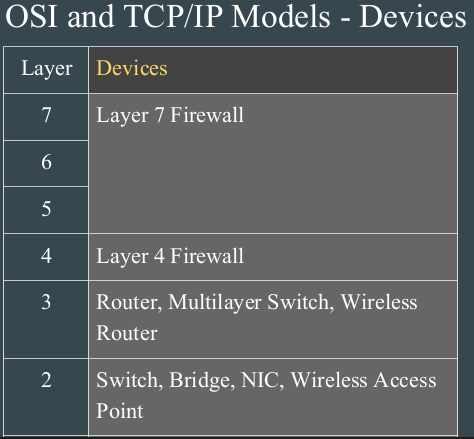 OSI and TCP/IP Models - Devices
Layer Devices
7 Layer 7 Firewall
6
5
4 Layer 4 Firewall
3 Router, Multilayer Switch, Wireless
Router
2 Switch, Bridge, NIC, Wireless Access
Point